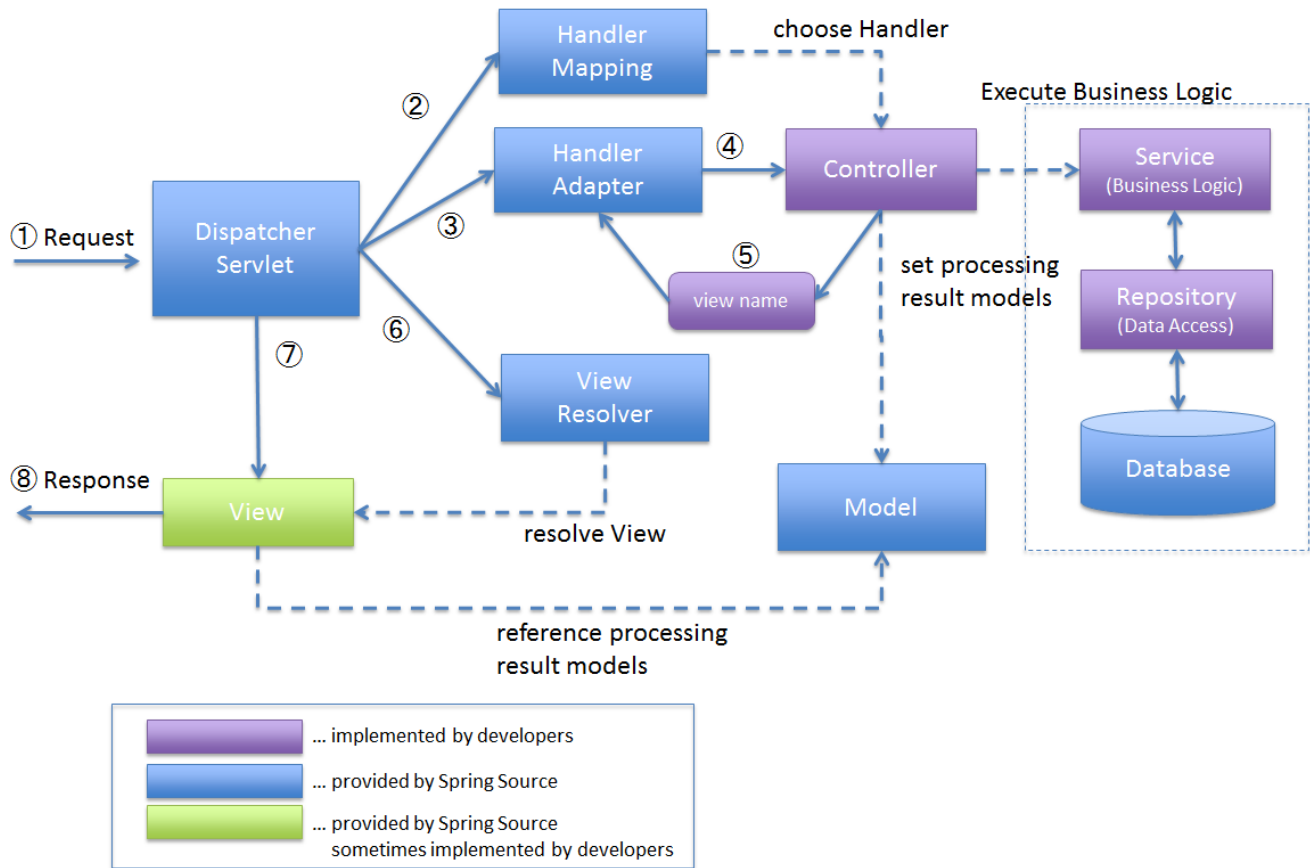 Handler
Mapping
choose Handler
②
Execute Business Logic
① Request
Dispatcher
Servlet
③
Handler
Adapter
④
Controller
Service
(Business Logic)
⑤
view name
set processing
result models
Repository
(Data Access)
⑥
⑦
View
Resolver
Database
⑧ Response
View
resolve View
Model
reference processing
result models
... implemented by developers
... provided by Spring Source
... provided by Spring Source
sometimes implemented by developers